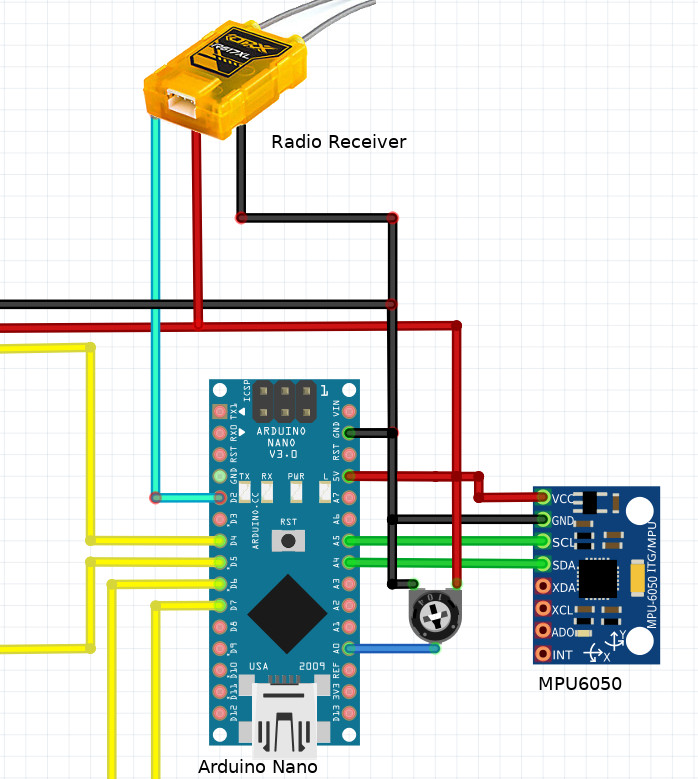 OrX
R617XL
Radio Receiver
ICSP
1
TX1
RX0
RST
GND
D2
D3
D4
D5
D6
D7
D8
D9
D10
D11
D12
ARDUINO
NANO
V3.0
TX
RX
PWR
L
ARDUINO.CC
RST
USA
2009
VIN
GND
RST
5V
A7
A6
A5
A4
A3
A2
A1
A0
REF
3V3
D13
Arduino Nano
VCC
GND
SCL
SDA
XDA
XCL
ADO
INT
MPU-6050 ITG/MPU
Y
X
MPU6050